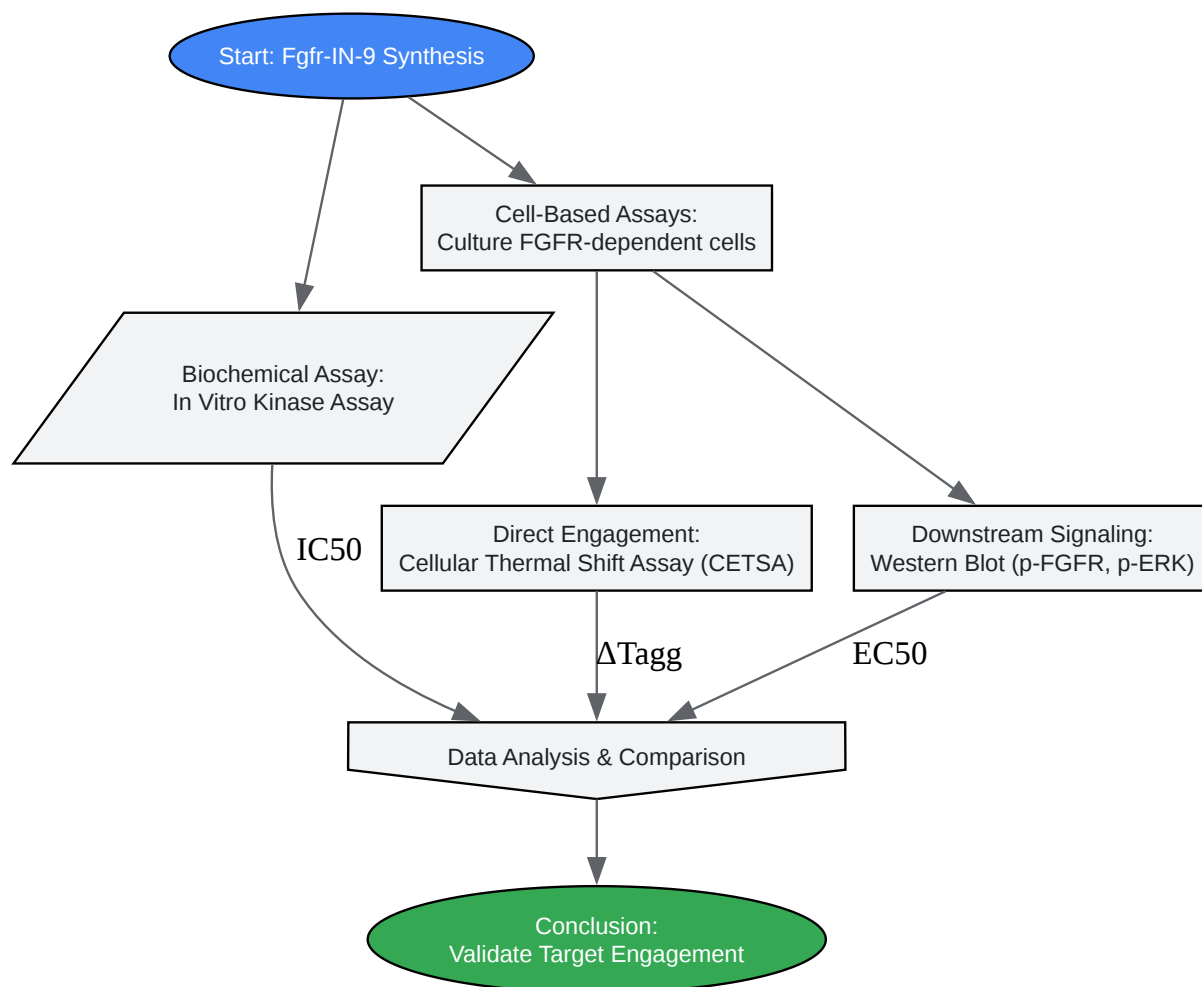 Start: Fgfr-IN-9 Synthesis
Cell-Based Assays:
Culture FGFR-dependent cells
Biochemical Assay:
In Vitro Kinase Assay
Direct Engagement:
Cellular Thermal Shift Assay (CETSA)
Downstream Signaling:
Western Blot (p-FGFR, p-ERK)
IC50
ΔTagg
EC50
Data Analysis & Comparison
Conclusion:
Validate Target Engagement